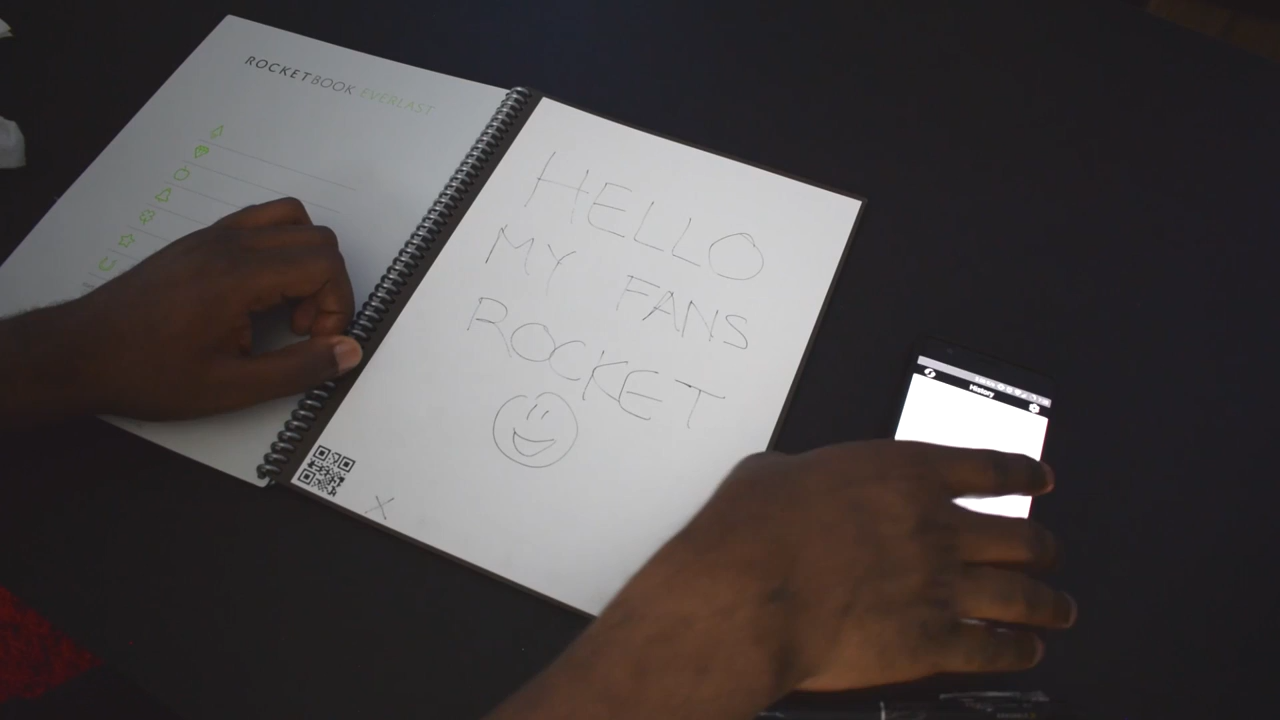 ROCKETBOOK EVERLAST
HELLO
MY FANS
ROCKET
X
History